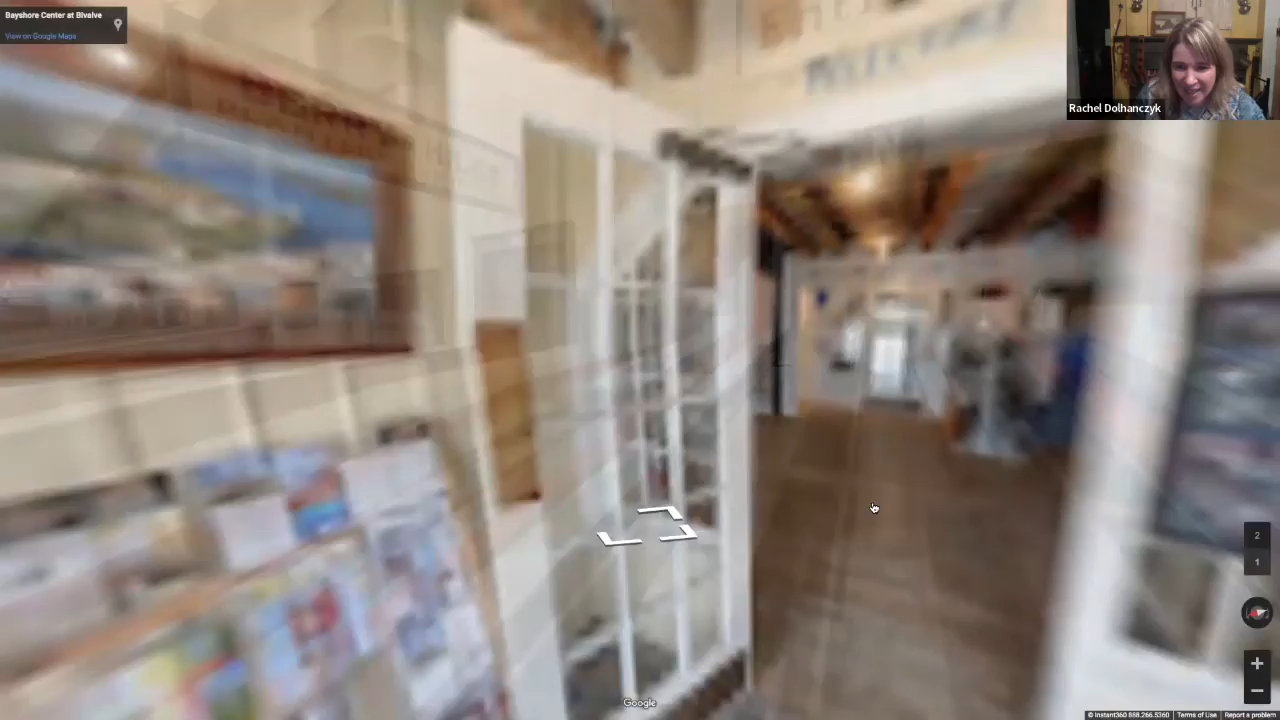 Bayshore Center at Bivalve
View on Google Maps
Rachel Dolhanczyk
2
1
Google
© Instant360 888.266.5360 Terms of Use Report a problem